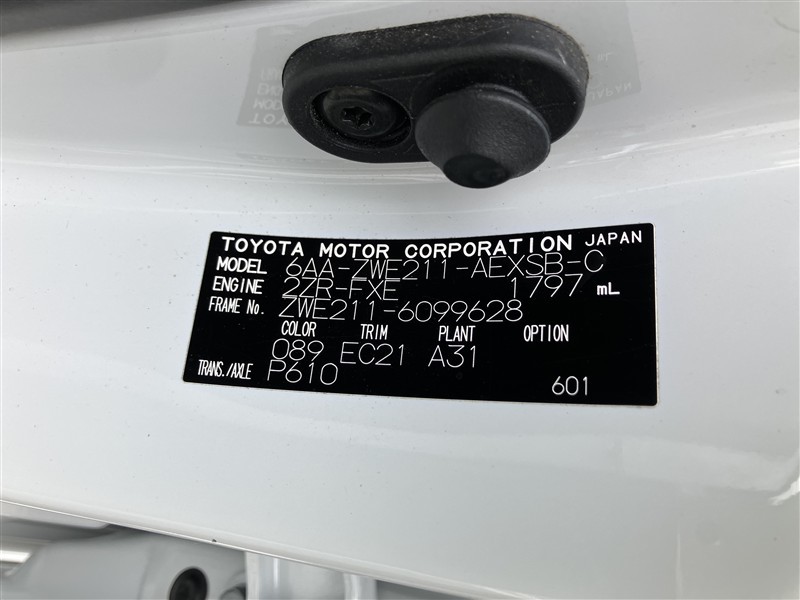 TOYOTA MOTOR CORPORATION JAPAN
MODEL 6AA-ZWE211-AEXSB-C
ENGINE 2ZR-FXE 1797 mL
FRAME No. ZWE211-6099628
COLOR TRIM PLANT OPTION
089 EC21 A31
TRANS./AXLE P610
601